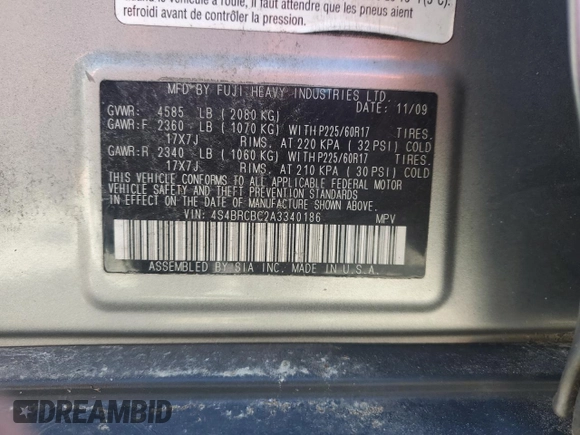 refroidi avant de contrôler la pression.
MFD BY FUJI HEAVY INDUSTRIES LTD.
DATE: 11/09
GVWR: 4585 LB ( 2080 KG)
GAWR:F 2360 LB ( 1070 KG) WITH P225/60R17 TIRES.
17X7J RIMS, AT 220 KPA ( 32 PSI) COLD
GAWR:R 2340 LB ( 1060 KG) WITH P225/60R17 TIRES.
17X7J RIMS, AT 210 KPA ( 30 PSI) COLD
THIS VEHICLE CONFORMS TO ALL APPLICABLE FEDERAL MOTOR
VEHICLE SAFETY AND THEFT PREVENTION STANDARDS
IN EFFECT ON THE DATE OF MANUFACTURE SHOWN ABOVE.
VIN: 4S4BRCBC2A3340186 MPV
ASSEMBLED BY SIA INC. MADE IN U.S.A.
DREAMBID